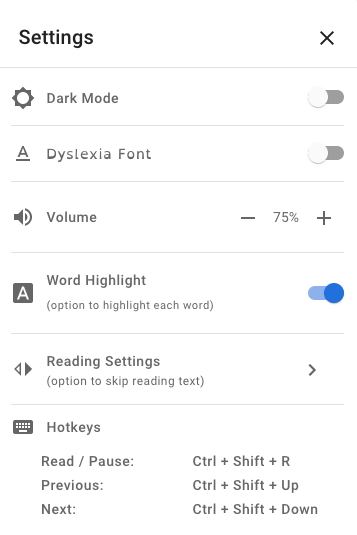 Settings
Dark Mode
Dyslexia Font
Volume
75%
Word Highlight
(option to highlight each word)
Reading Settings
(option to skip reading text)
Hotkeys
Read / Pause: Ctrl + Shift + R
Previous: Ctrl + Shift + Up
Next: Ctrl + Shift + Down